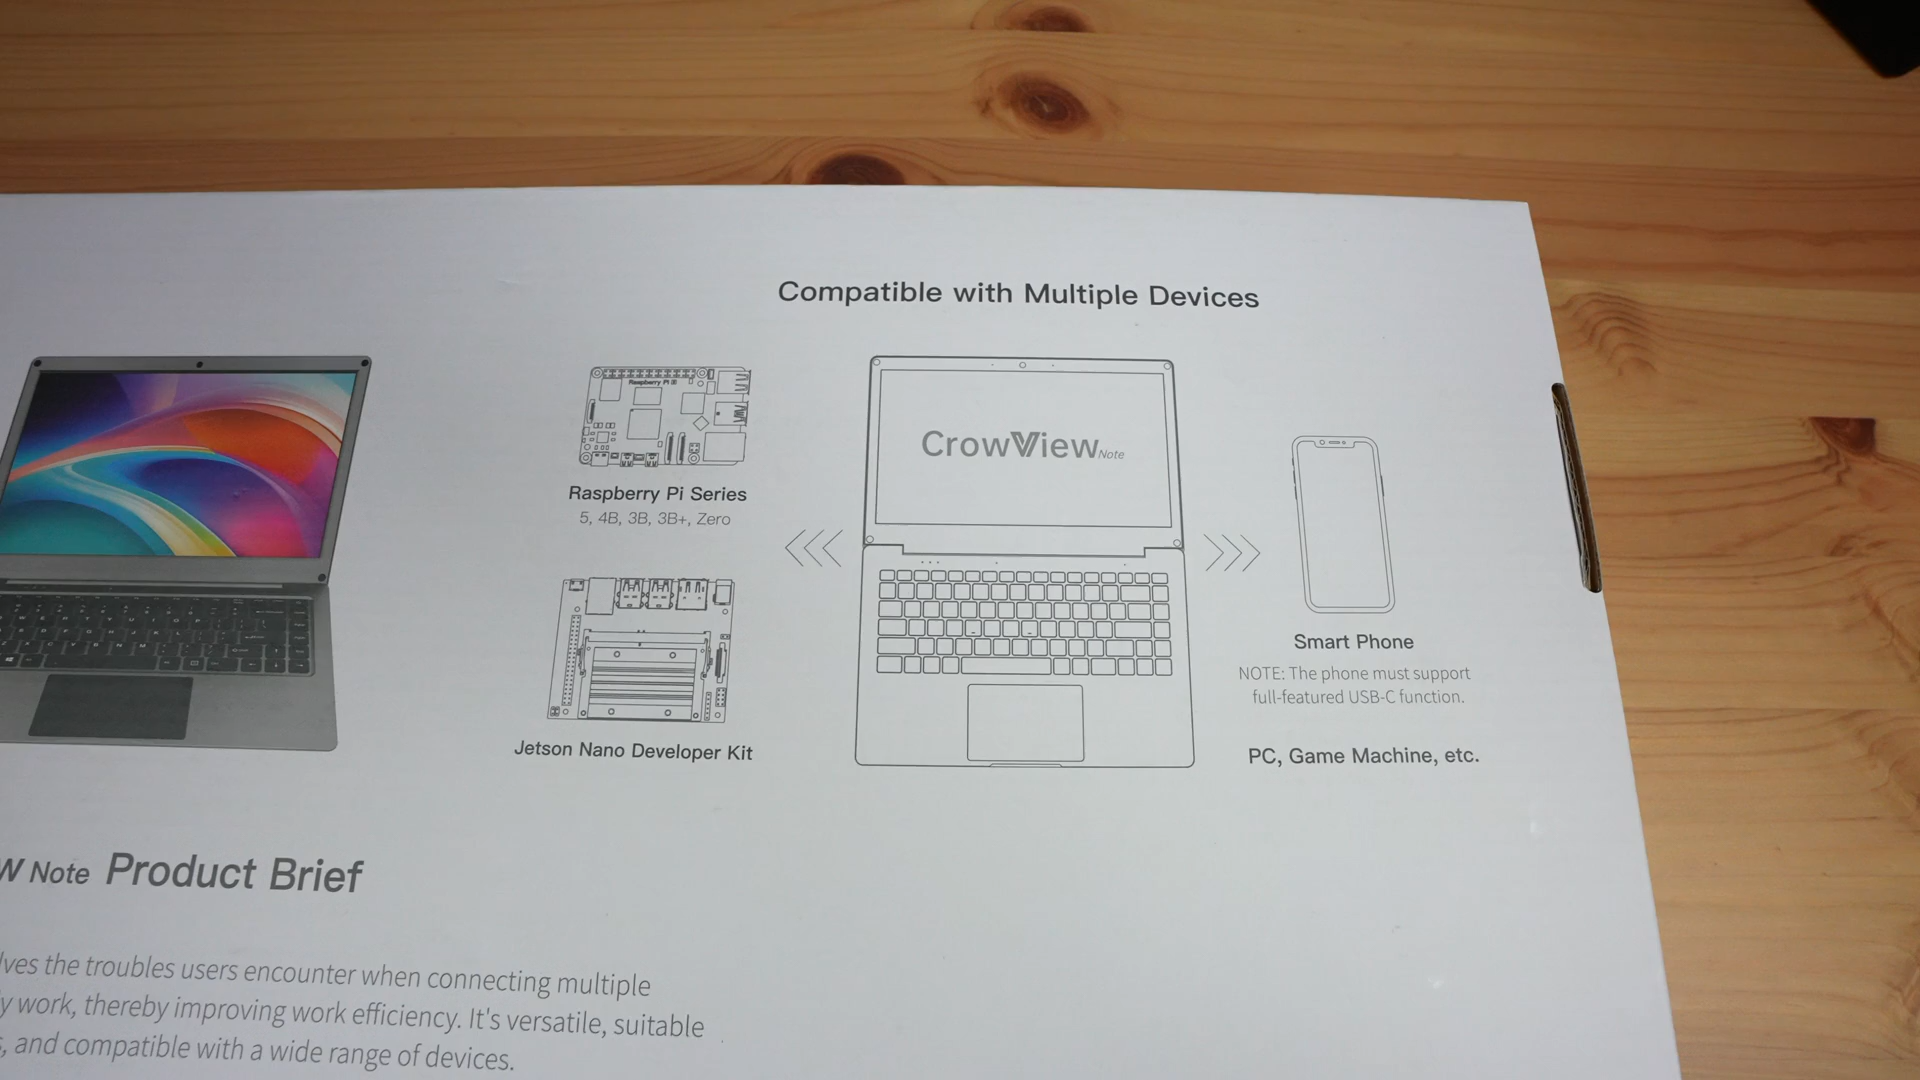 Compatible with Multiple Devices
Raspberry Pi Series
5, 4B, 3B, 3B+, Zero
Jetson Nano Developer Kit
CrowView Note
Smart Phone
NOTE: The phone must support
full-featured USB-C function.
PC, Game Machine, etc.
w Note Product Brief
lves the troubles users encounter when connecting multiple
y work, thereby improving work efficiency. It's versatile, suitable
s, and compatible with a wide range of devices.